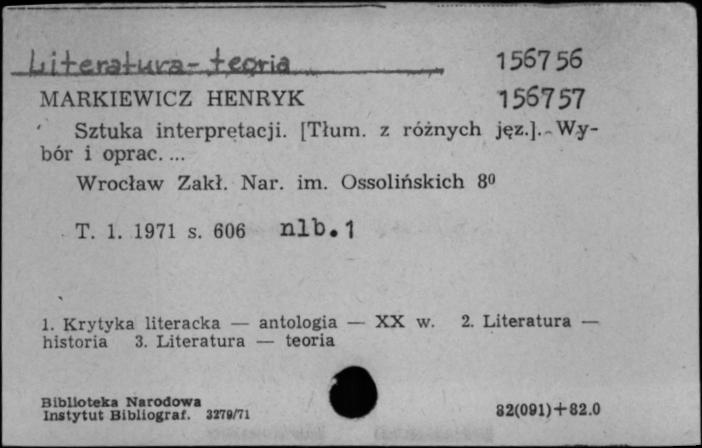 Literatura - teoria 156756
MARKIEWICZ HENRYK 156757
Sztuka interpretacji. [Tłum. z różnych jęz.]. Wy-
bór i oprac. ...
Wrocław Zakł. Nar. im. Ossolińskich 8⁰
T. 1. 1971 s. 606 nlb. 1
1. Krytyka literacka — antologia — XX w. 2. Literatura —
historia 3. Literatura — teoria
Biblioteka Narodowa
Instytut Bibliograf. 3279/71 82(091)+82.0